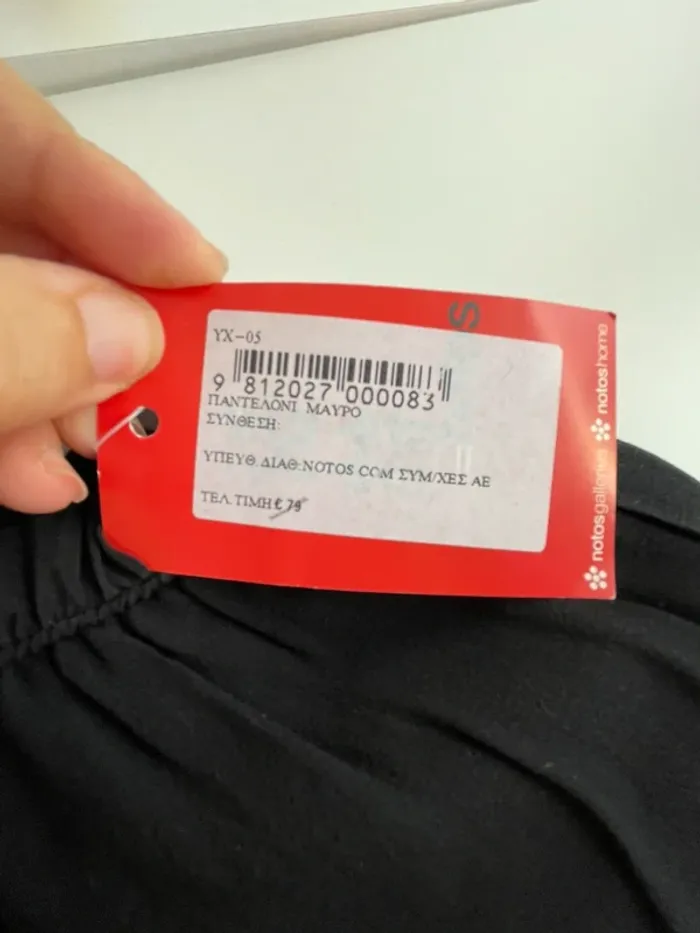 S
ΥΧ-05
9 812027 000083
ΠΑΝΤΕΛΟΝΙ ΜΑΥΡΟ
ΣΥΝΘΕΣΗ:
ΥΠΕΥΘ.ΔΙΑΘ:NOTOS COM ΣΥΜ/ΧΕΣ ΑΕ
ΤΕΛ.ΤΙΜΗ € 79
notosgalleries notoshome